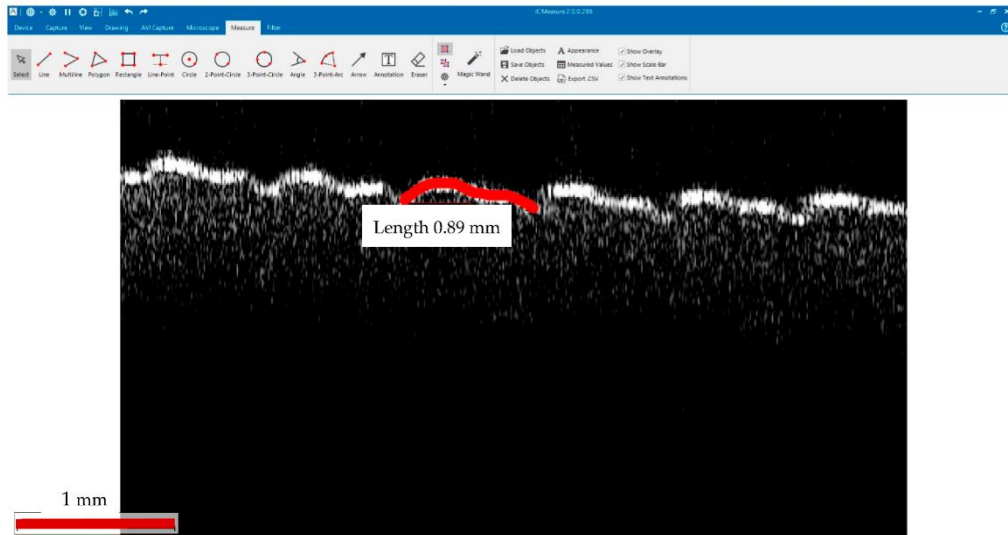 IC Measure 2.0.0.286
Device Capture View Drawing AVI Capture Microscope Measure Filter
Select Line Multiline Polygon Rectangle Line-Point Circle 2-Point-Circle 3-Point-Circle Angle 3-Point-Arc Arrow Annotation Eraser Magic Wand
Load Objects Appearance Show Overlay
Save Objects Measured Values Show Scale Bar
Delete Objects Export .CSV Show Text Annotations
Length 0.89 mm
1 mm